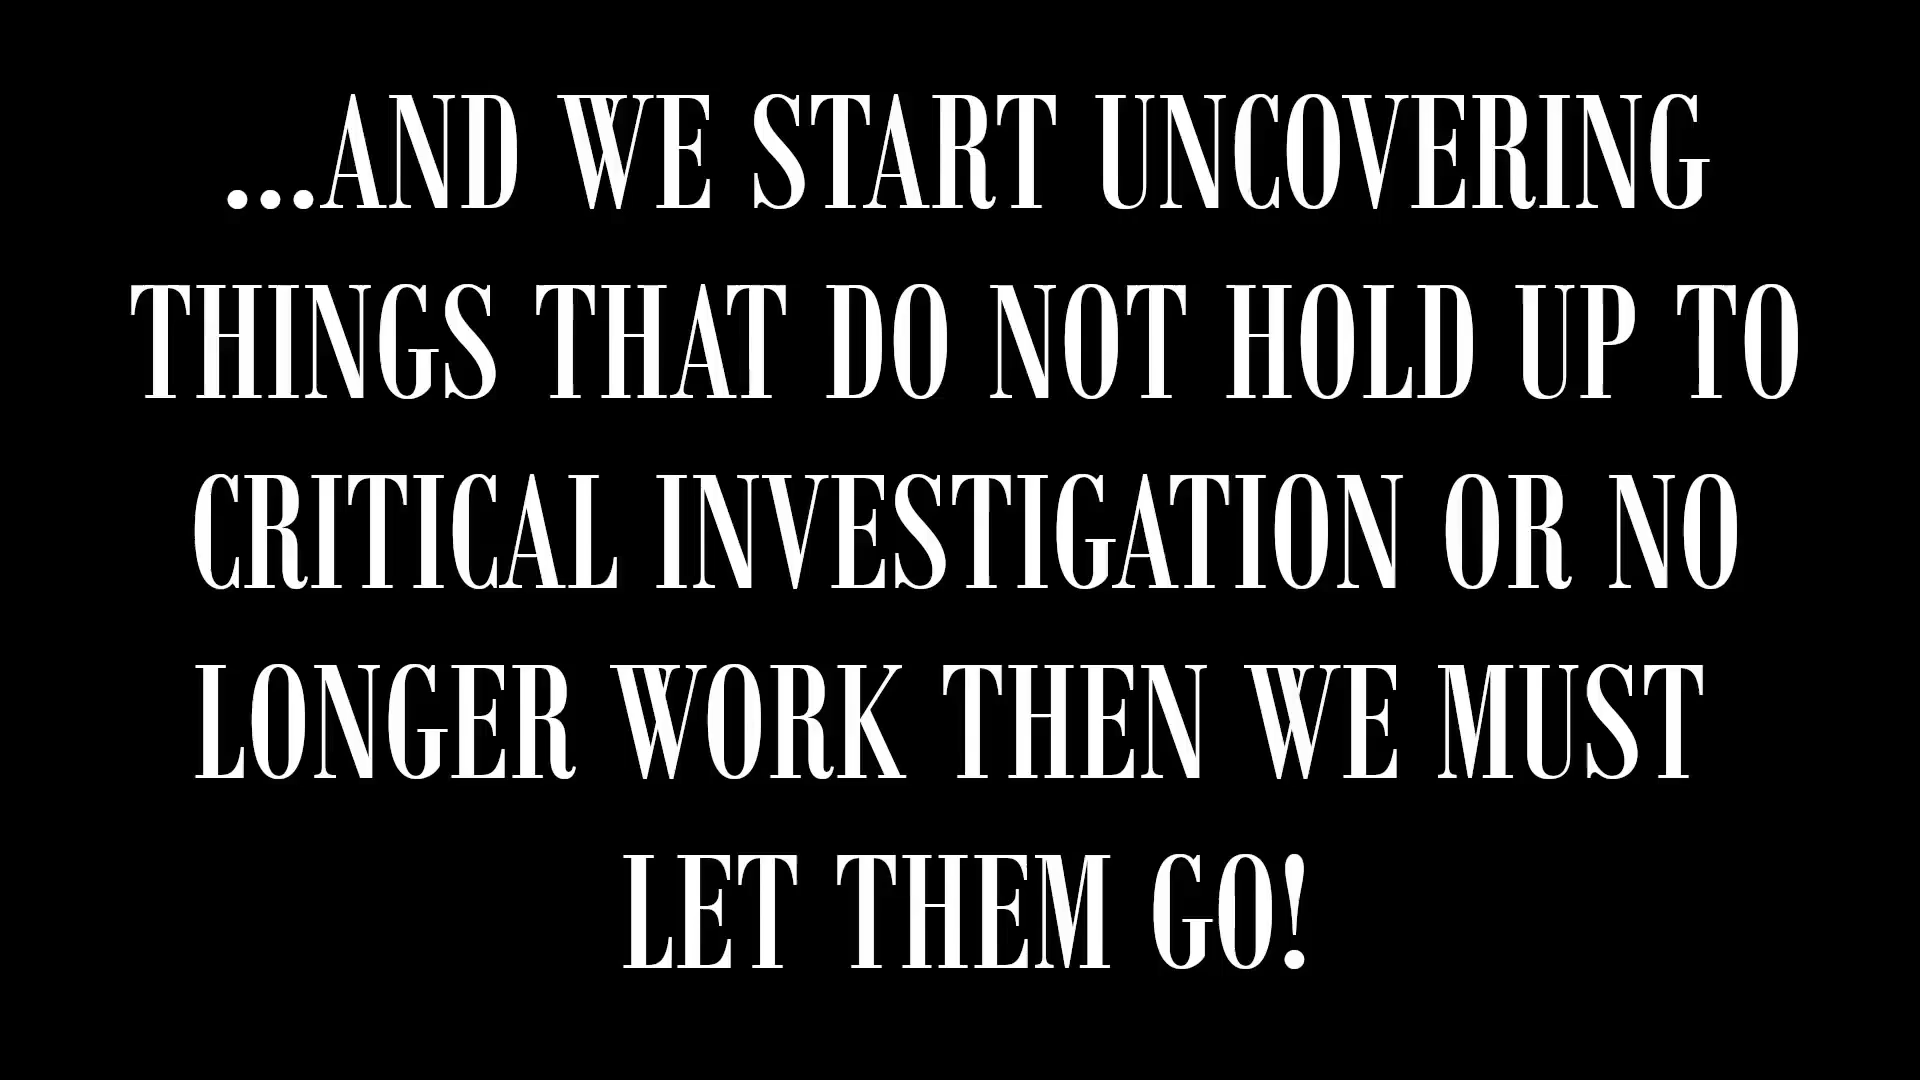 ...AND WE START UNCOVERING
THINGS THAT DO NOT HOLD UP TO
CRITICAL INVESTIGATION OR NO
LONGER WORK THEN WE MUST
LET THEM GO!